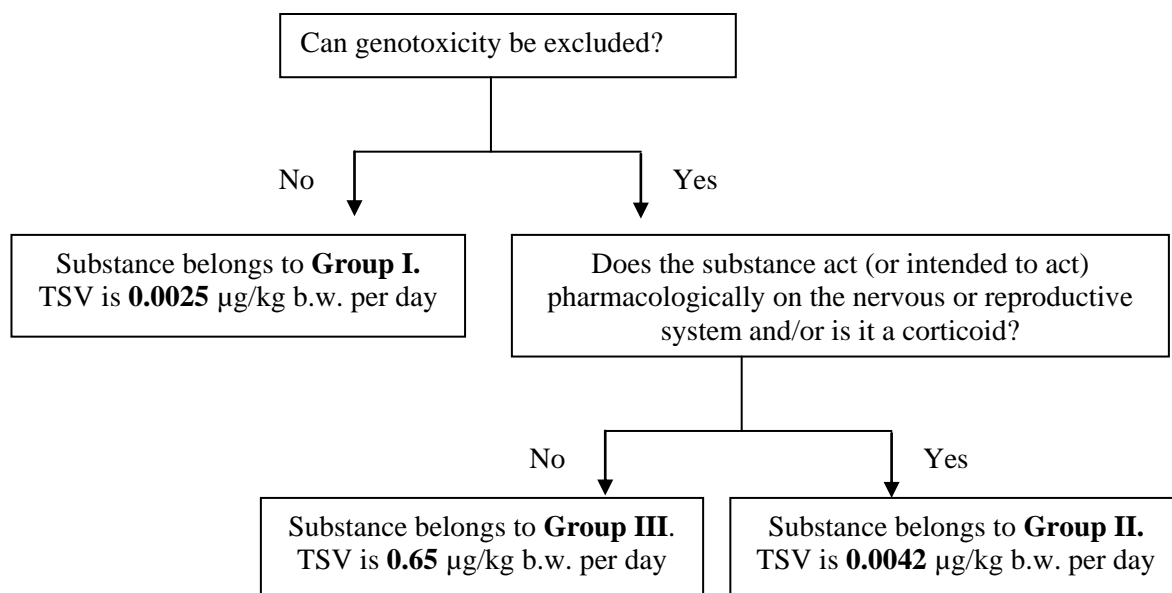 Can genotoxicity be excluded?
No
Yes
Substance belongs to Group I.
TSV is 0.0025 µg/kg b.w. per day
Does the substance act (or intended to act)
pharmacologically on the nervous or reproductive
system and/or is it a corticoid?
No
Yes
Substance belongs to Group III.
TSV is 0.65 µg/kg b.w. per day
Substance belongs to Group II.
TSV is 0.0042 µg/kg b.w. per day